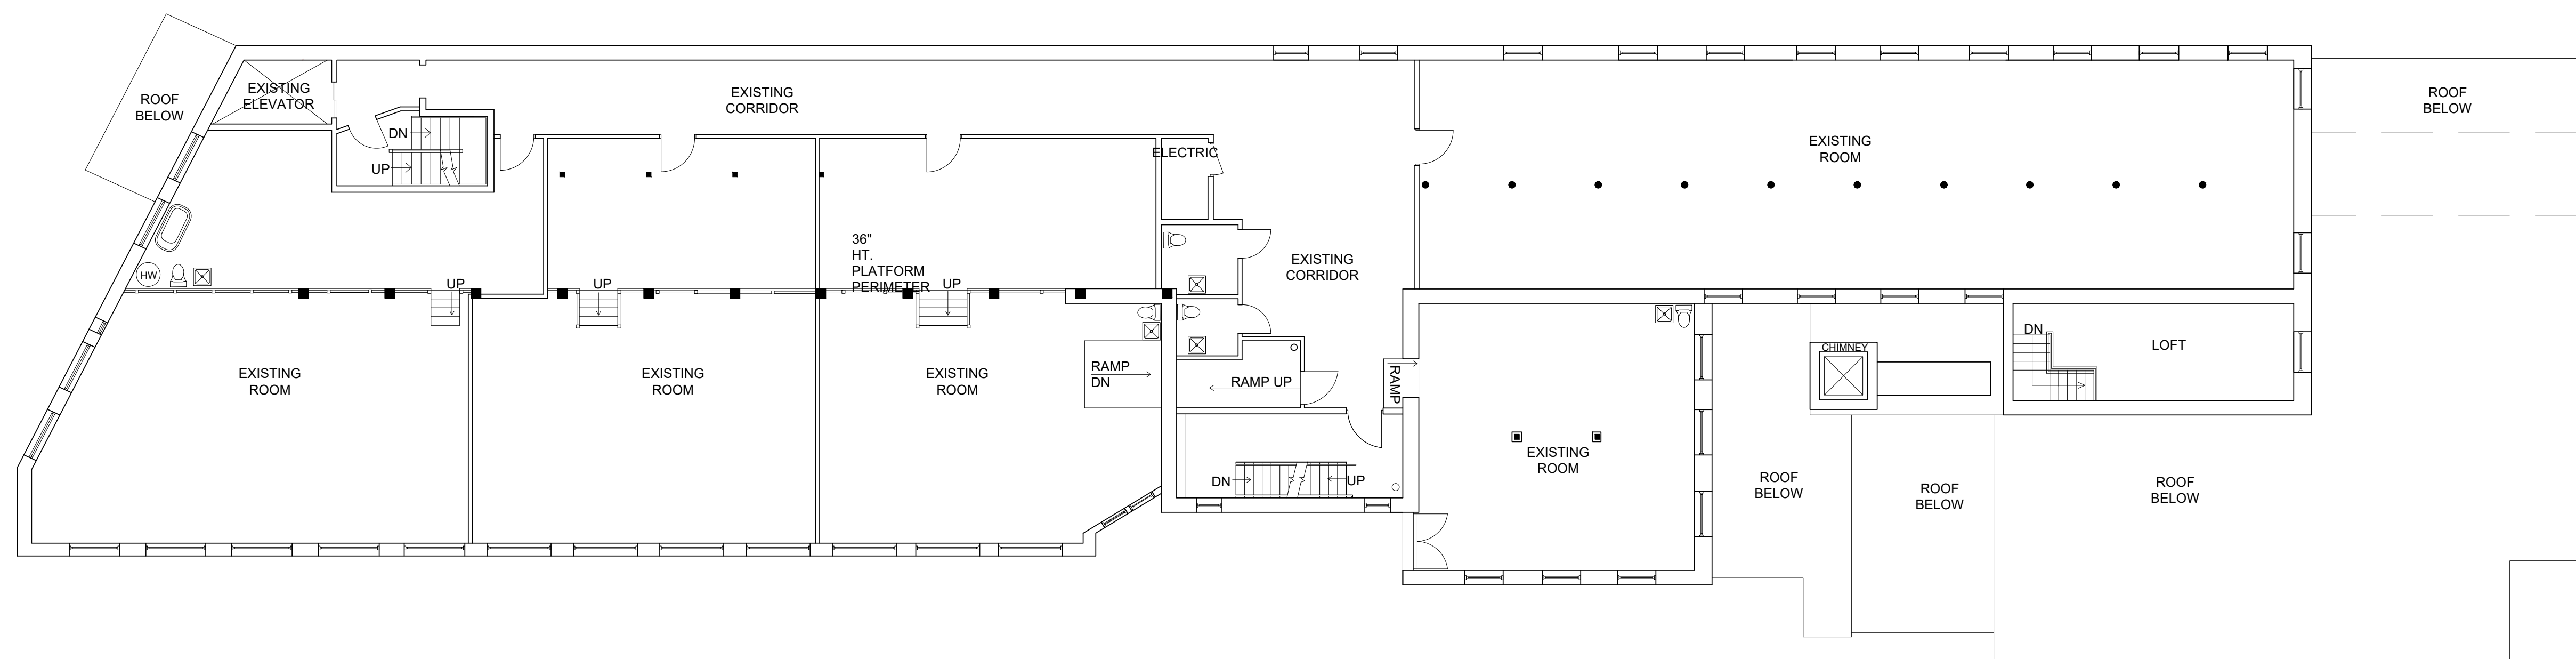 ROOF
BELOW
EXISTING
ELEVATOR
EXISTING
CORRIDOR
DN
UP
ELECTRIC
EXISTING
ROOM
ROOF
BELOW
36"
HT.
PLATFORM
PERIMETER
HW
UP
UP
UP
EXISTING
CORRIDOR
EXISTING
ROOM
EXISTING
ROOM
EXISTING
ROOM
RAMP
DN
RAMP UP
RAMP
DN
UP
EXISTING
ROOM
CHIMNEY
DN
LOFT
ROOF
BELOW
ROOF
BELOW
ROOF
BELOW